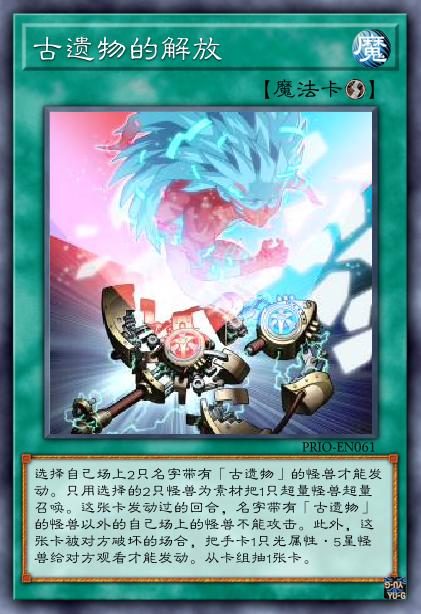 古遗物的解放
魔
【魔法卡】
PRIO-EN061
选择自己场上2只名字带有「古遗物」的怪兽才能发
动。只用选择的2只怪兽为素材把1只超量怪兽超量
召唤。这张卡发动过的回合，名字带有「古遗物」
的怪兽以外的自己场上的怪兽不能攻击。此外，这
张卡被对方破坏的场合，把手卡1只光属性·5星怪
兽给对方观看才能发动。从卡组抽1张卡。